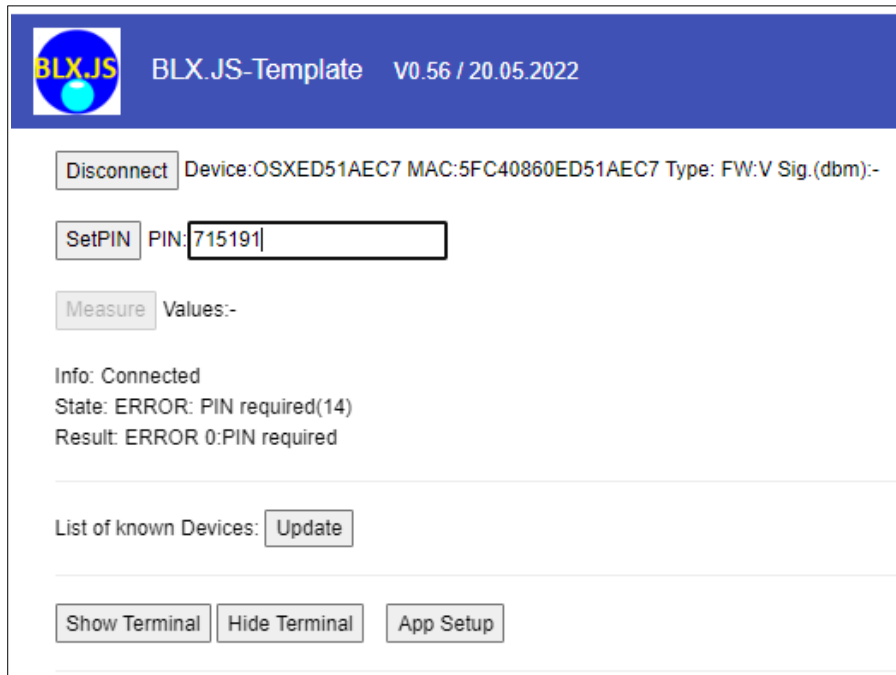 BLX.JS BLX.JS-Template V0.56 / 20.05.2022
Disconnect Device:OSXED51AEC7 MAC:5FC40860ED51AEC7 Type: FW:V Sig.(dbm):-
SetPIN PIN:715191
Measure Values:-
Info: Connected
State: ERROR: PIN required(14)
Result: ERROR 0:PIN required
List of known Devices: Update
Show Terminal Hide Terminal App Setup